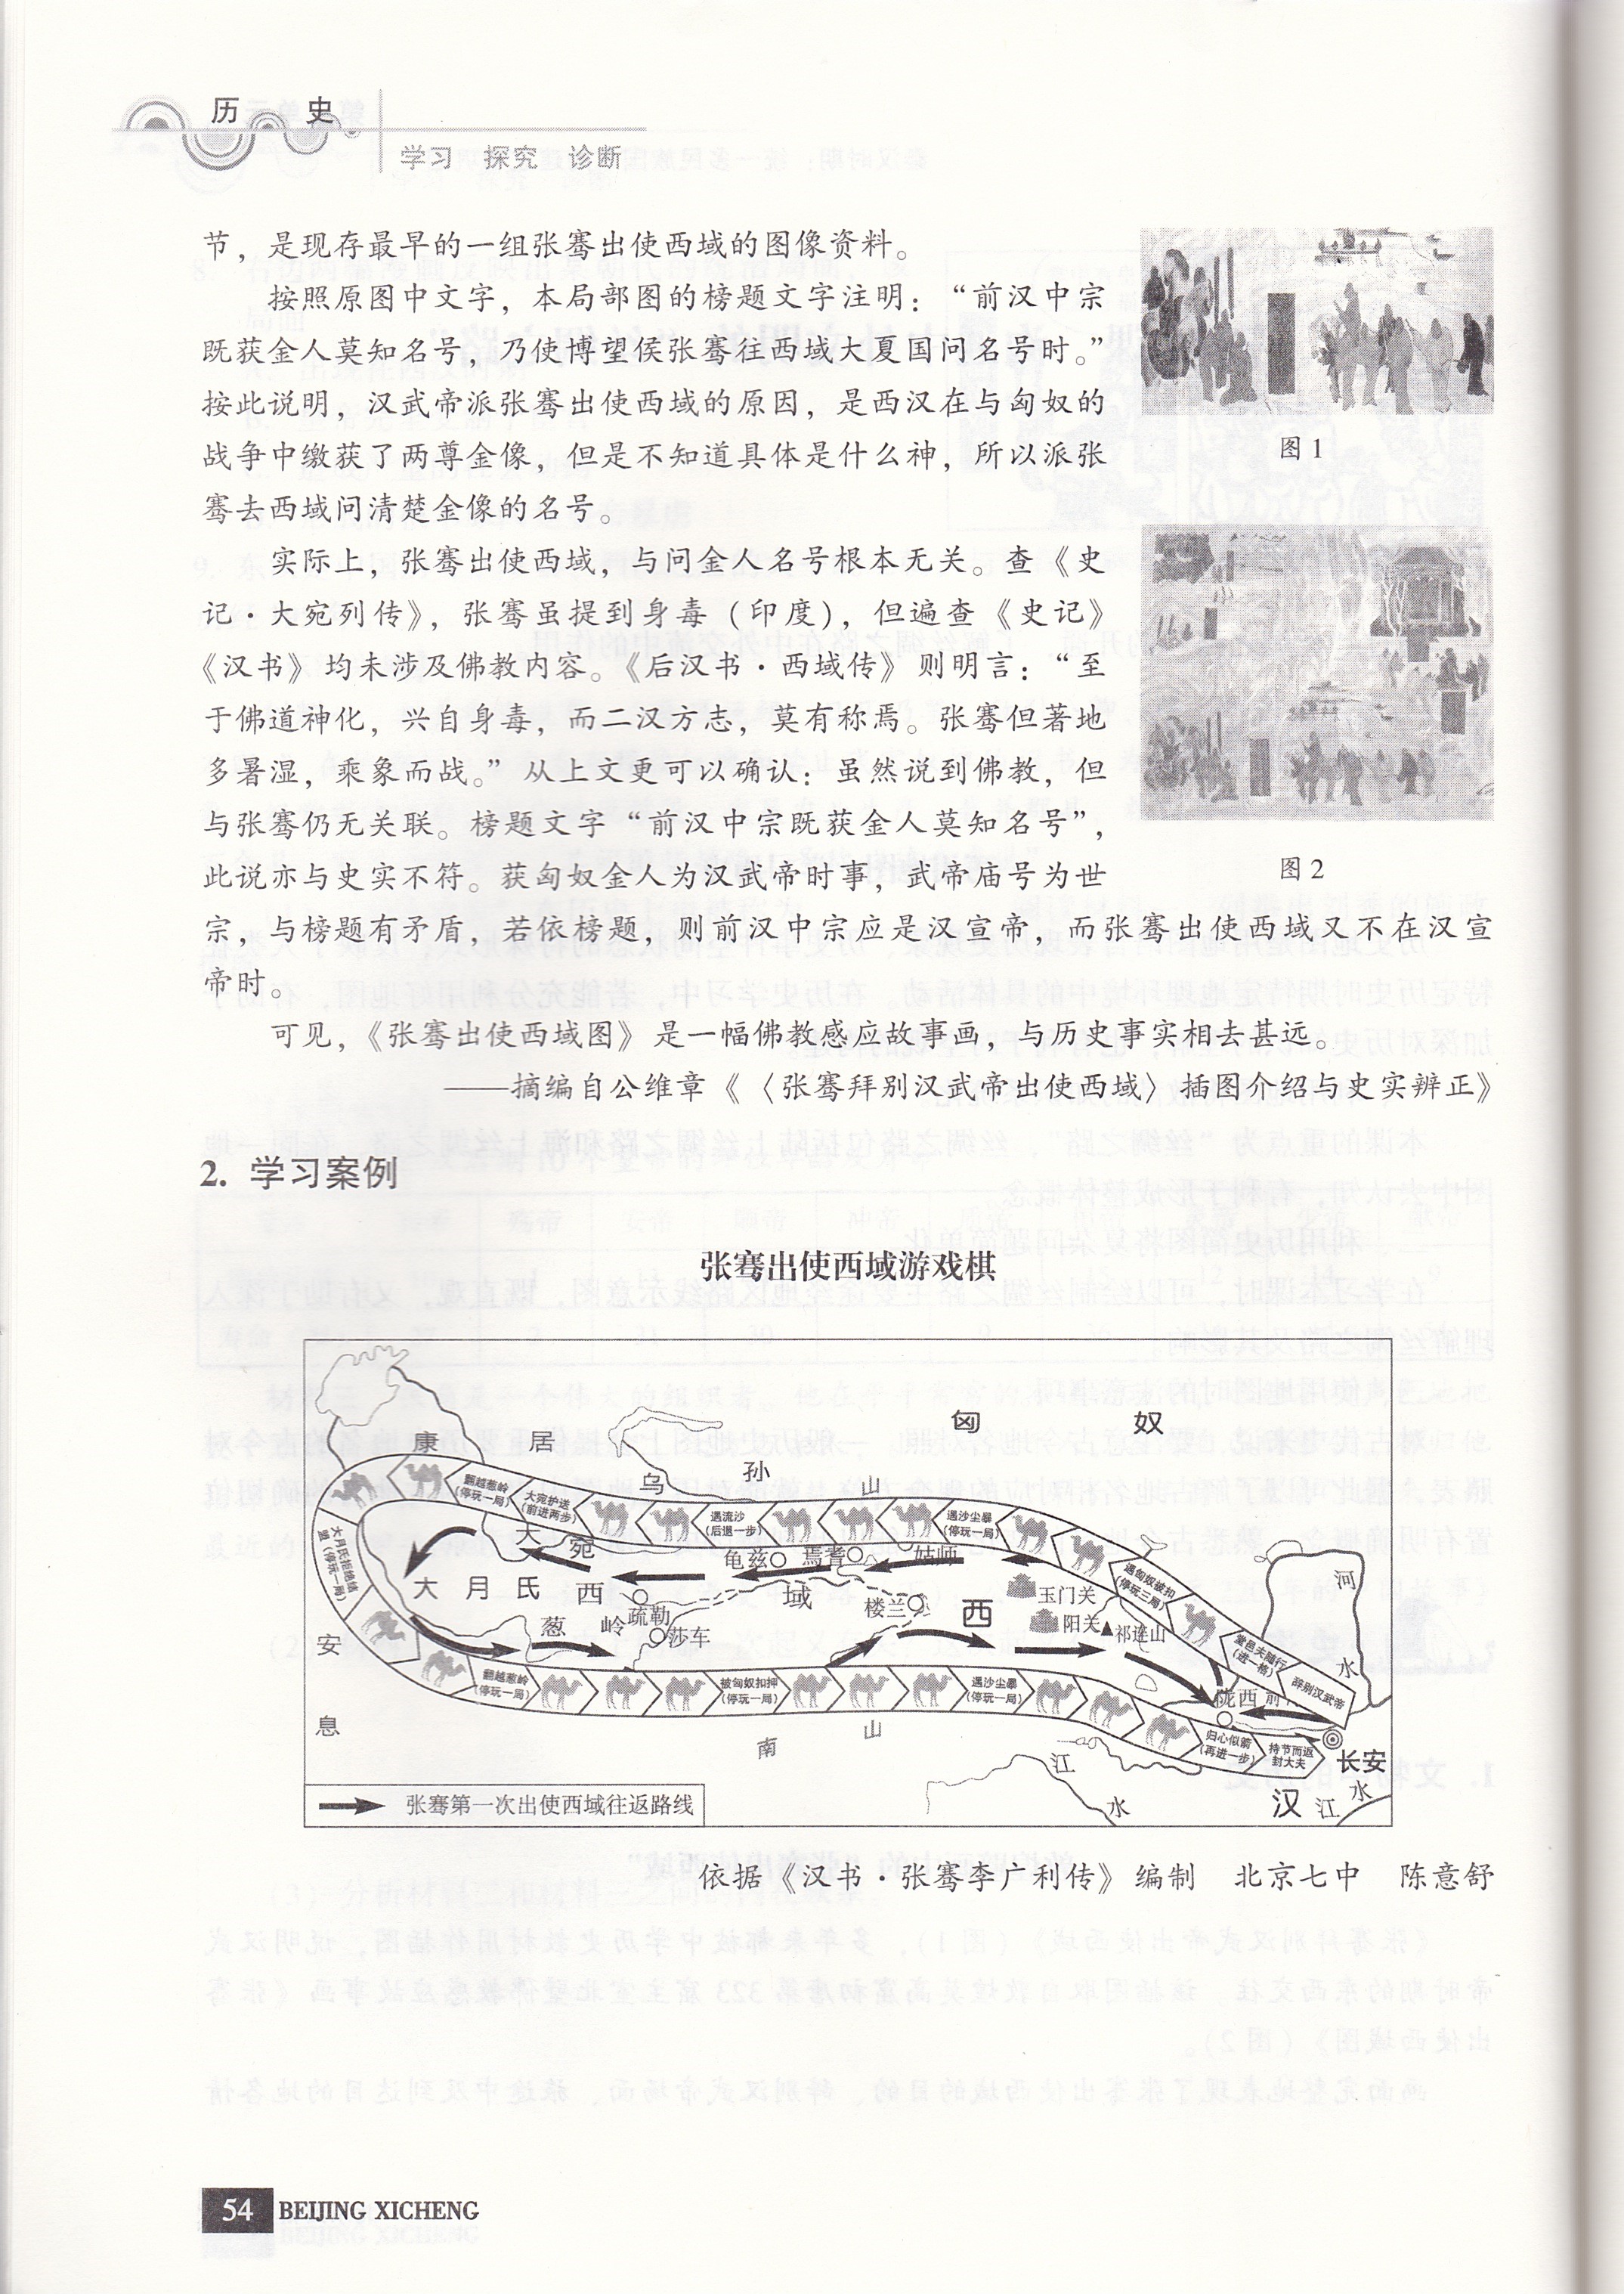 历 史
学习 探究 诊断
节，是现存最早的一组张骞出使西域的图像资料。
按照原图中文字，本局部图的榜题文字注明：“前汉中宗
既获金人莫知名号，乃使博望侯张骞往西域大夏国问名号时。”
按此说明，汉武帝派张骞出使西域的原因，是西汉在与匈奴的
战争中缴获了两尊金像，但是不知道具体是什么神，所以派张
骞去西域问清楚金像的名号。
图 1
实际上，张骞出使西域，与问金人名号根本无关。查《史
记·大宛列传》，张骞虽提到身毒（印度），但遍查《史记》
《汉书》均未涉及佛教内容。《后汉书·西域传》则明言：“至
于佛道神化，兴自身毒，而二汉方志，莫有称焉。张骞但著地
多暑湿，乘象而战。”从上文更可以确认：虽然说到佛教，但
与张骞仍无关联。榜题文字“前汉中宗既获金人莫知名号”，
此说亦与史实不符。获匈奴金人为汉武帝时事，武帝庙号为世
图 2
宗，与榜题有矛盾，若依榜题，则前汉中宗应是汉宣帝，而张骞出使西域又不在汉宣
帝时。
可见，《张骞出使西域图》是一幅佛教感应故事画，与历史事实相去甚远。
——摘编自公维章《〈张骞拜别汉武帝出使西域〉插图介绍与史实辨正》
2. 学习案例
张骞出使西域游戏棋
匈 奴
康 居
乌 孙 山
翻越葱岭
(停玩一局)
大宛护送
(前进两步)
遇流沙
(后退一步)
遇沙尘暴
(停玩一局)
遇匈奴被扣
(停玩三局)
堂邑父随行
(进一格)
辞别汉武帝
大月氏拒绝结
盟(停玩一局)
大 宛
龟兹
焉耆
姑师
大 月 氏
西 域
玉门关
阳关
祁连山
楼兰
西
葱 岭
疏勒
莎车
河 水
安 息
翻越葱岭
(停玩一局)
被匈奴扣押
(停玩一局)
遇沙尘暴
(停玩一局)
归心似箭
(再进一步)
持节而返
封大夫
陇西
长安
南 山
江 水
汉
江 水
张骞第一次出使西域往返路线
依据《汉书·张骞李广利传》编制 北京七中 陈意舒
54 BEIJING XICHENG